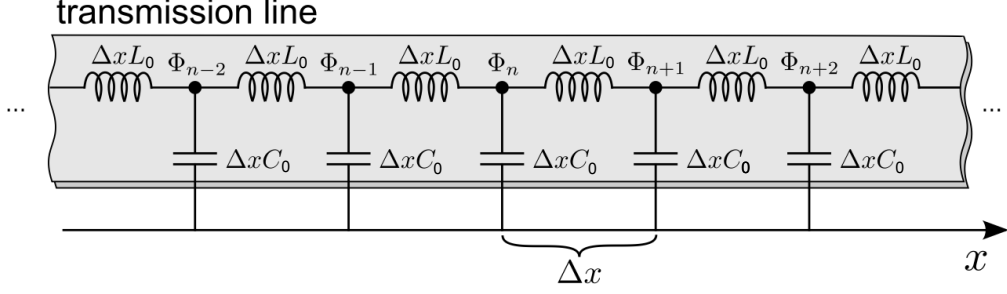 transmission line
ΔxL₀ Φₙ₋₂ ΔxL₀ Φₙ₋₁ ΔxL₀ Φₙ ΔxL₀ Φₙ₊₁ ΔxL₀ Φₙ₊₂ ΔxL₀
... ...
ΔxC₀ ΔxC₀ ΔxC₀ ΔxC₀ ΔxC₀
Δx
x